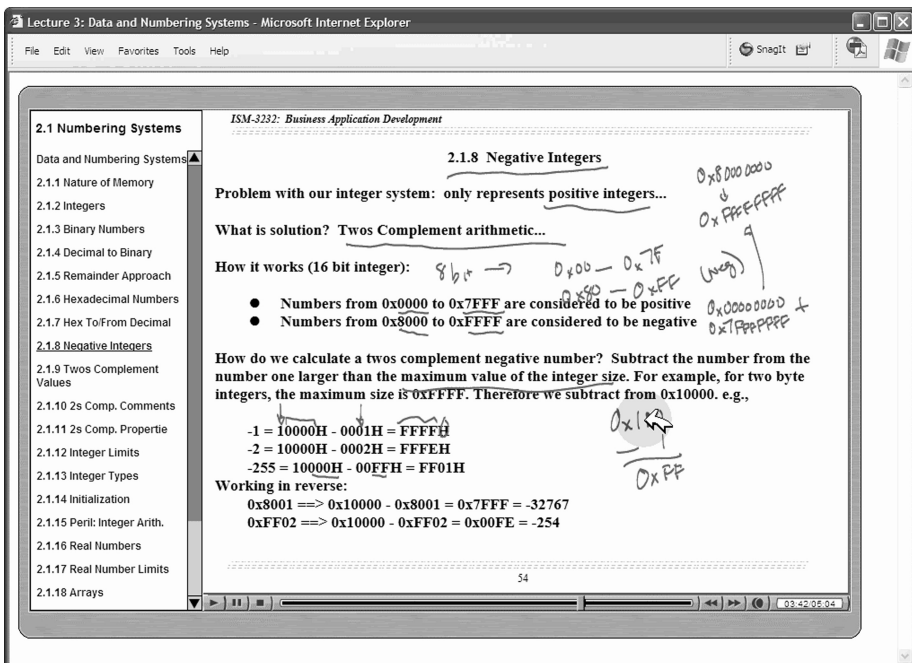 Lecture 3: Data and Numbering Systems - Microsoft Internet Explorer
File Edit View Favorites Tools Help
SnagIt
2.1 Numbering Systems
Data and Numbering Systems
2.1.1 Nature of Memory
2.1.2 Integers
2.1.3 Binary Numbers
2.1.4 Decimal to Binary
2.1.5 Remainder Approach
2.1.6 Hexadecimal Numbers
2.1.7 Hex To/From Decimal
2.1.8 Negative Integers
2.1.9 Twos Complement
Values
2.1.10 2s Comp. Comments
2.1.11 2s Comp. Propertie
2.1.12 Integer Limits
2.1.13 Integer Types
2.1.14 Initialization
2.1.15 Peril: Integer Arith.
2.1.16 Real Numbers
2.1.17 Real Number Limits
2.1.18 Arrays
ISM-3232: Business Application Development
2.1.8 Negative Integers
Problem with our integer system: only represents positive integers...
0x80000000
0xFFFFFFFF
What is solution? Twos Complement arithmetic...
How it works (16 bit integer):
8 bit → 0x00 - 0x7F
0x80 - 0xFF (neg)
● Numbers from 0x0000 to 0x7FFF are considered to be positive
● Numbers from 0x8000 to 0xFFFF are considered to be negative
0x00000000 +
0x7FFFFFFF
How do we calculate a twos complement negative number? Subtract the number from the
number one larger than the maximum value of the integer size. For example, for two byte
integers, the maximum size is 0xFFFF. Therefore we subtract from 0x10000. e.g.,
-1 = 10000H - 0001H = FFFFH
-2 = 10000H - 0002H = FFFEH
-255 = 10000H - 00FFH = FF01H
0x1
- 1
0xFF
Working in reverse:
0x8001 ==> 0x10000 - 0x8001 = 0x7FFF = -32767
0xFF02 ==> 0x10000 - 0xFF02 = 0x00FE = -254
54
03:42/05:04